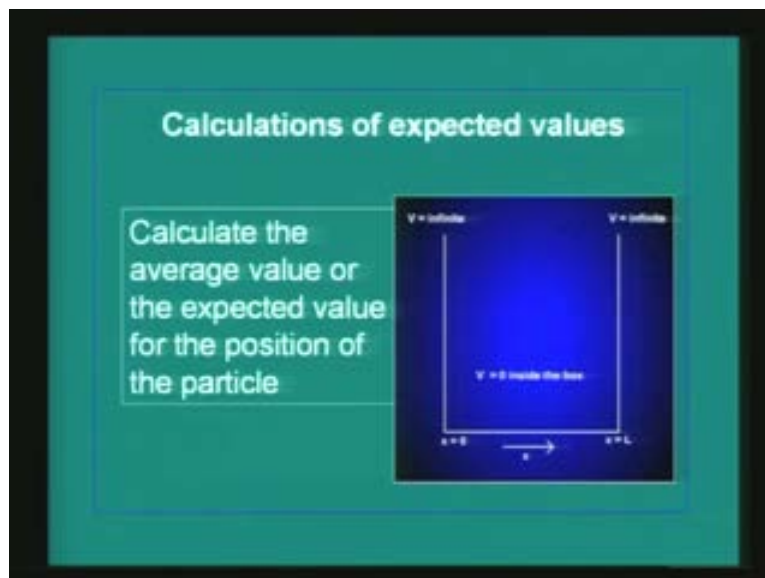 Calculations of expected values
Calculate the
average value or
the expected value
for the position of
the particle
V = infinite
V = infinite
V = 0 inside the box
x = 0
x = L
x